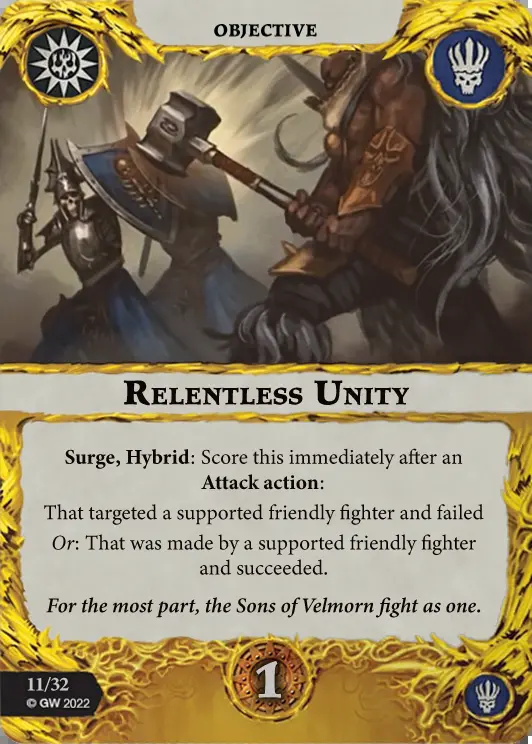 OBJECTIVE
RELENTLESS UNITY
Surge, Hybrid: Score this immediately after an
Attack action:
That targeted a supported friendly fighter and failed
Or: That was made by a supported friendly fighter
and succeeded.
For the most part, the Sons of Velmorn fight as one.
1
11/32
© GW 2022